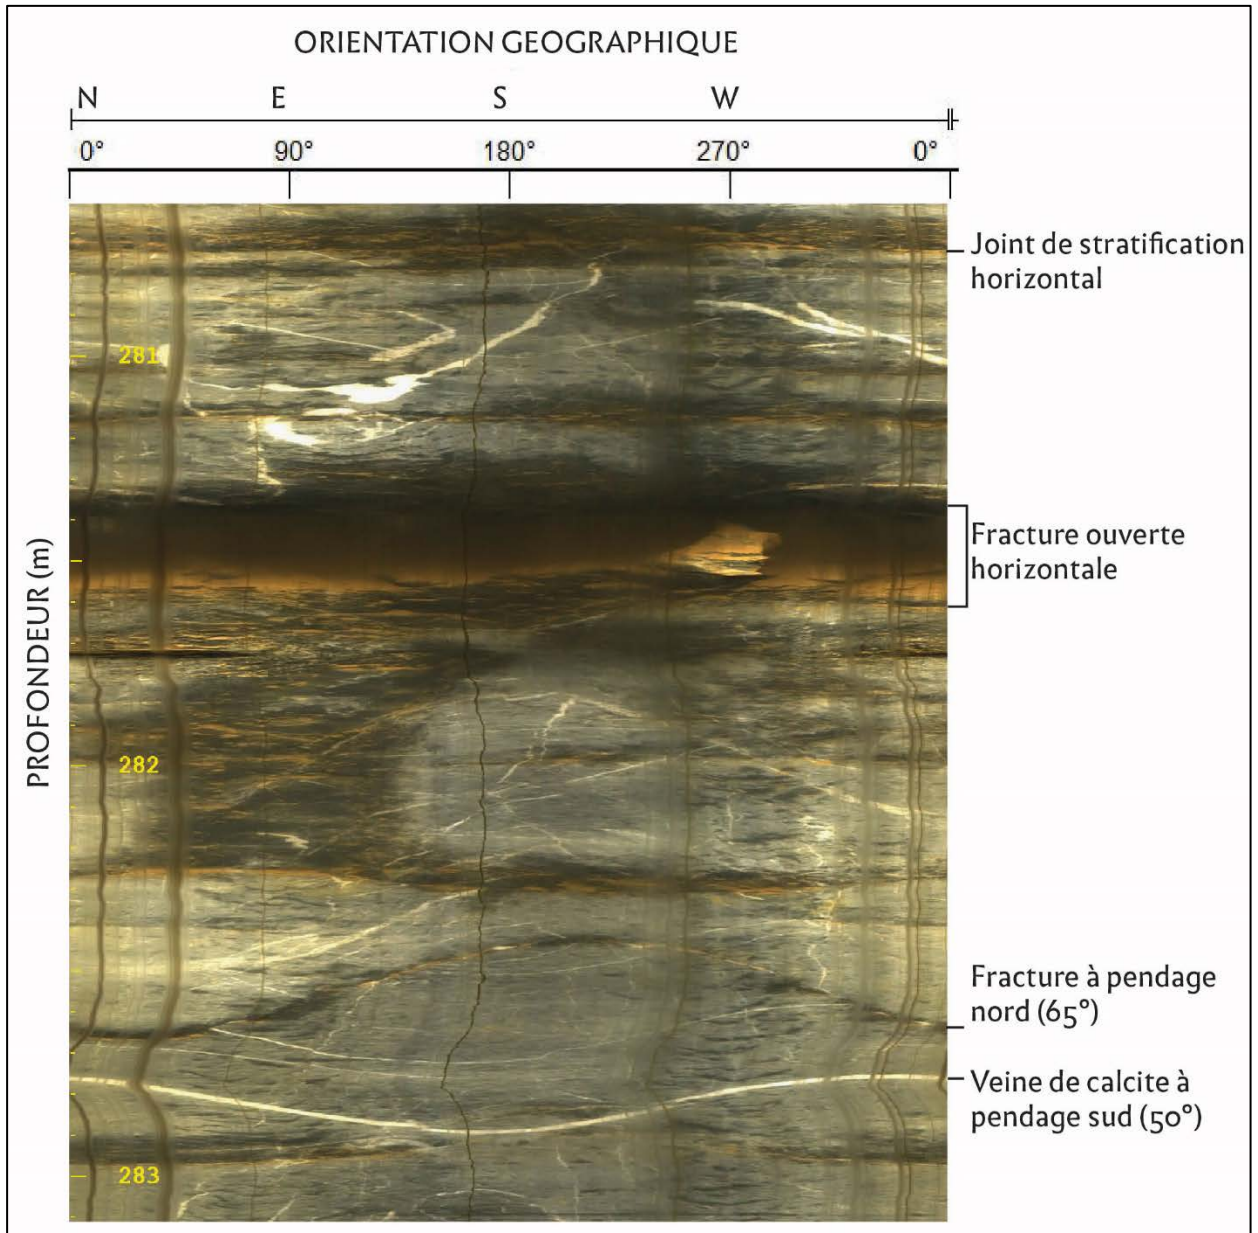 ORIENTATION GEOGRAPHIQUE
N E S W
0° 90° 180° 270° 0°
Joint de stratification
horizontal
281
Fracture ouverte
horizontale
PROFONDEUR (m)
282
Fracture à pendage
nord (65°)
Veine de calcite à
pendage sud (50°)
283